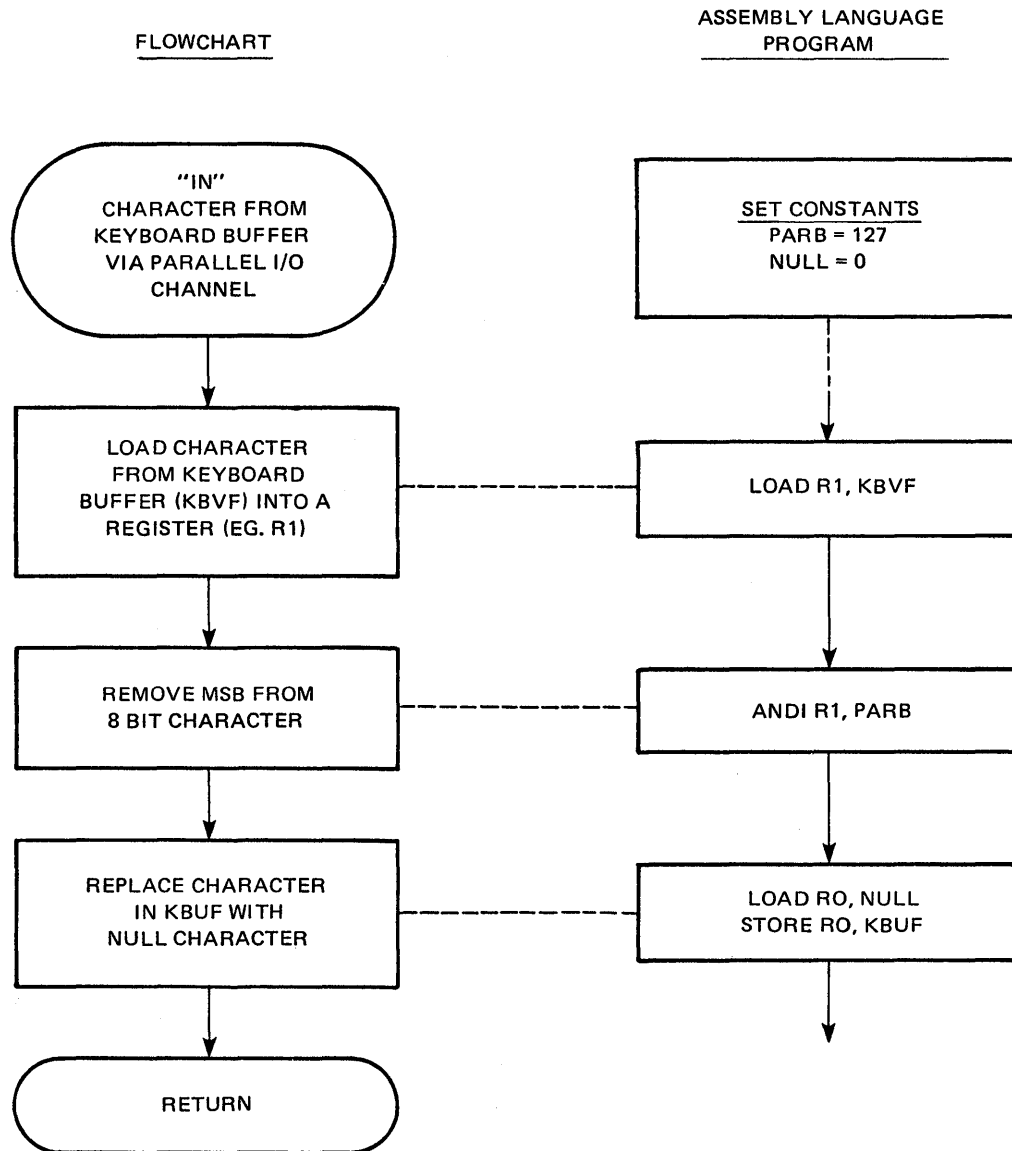 FLOWCHART
ASSEMBLY LANGUAGE
PROGRAM
"IN"
CHARACTER FROM
KEYBOARD BUFFER
VIA PARALLEL I/O
CHANNEL
SET CONSTANTS
PARB = 127
NULL = 0
LOAD CHARACTER
FROM KEYBOARD
BUFFER (KBVF) INTO A
REGISTER (EG. R1)
LOAD R1, KBVF
REMOVE MSB FROM
8 BIT CHARACTER
ANDI R1, PARB
REPLACE CHARACTER
IN KBUF WITH
NULL CHARACTER
LOAD RO, NULL
STORE RO, KBUF
RETURN